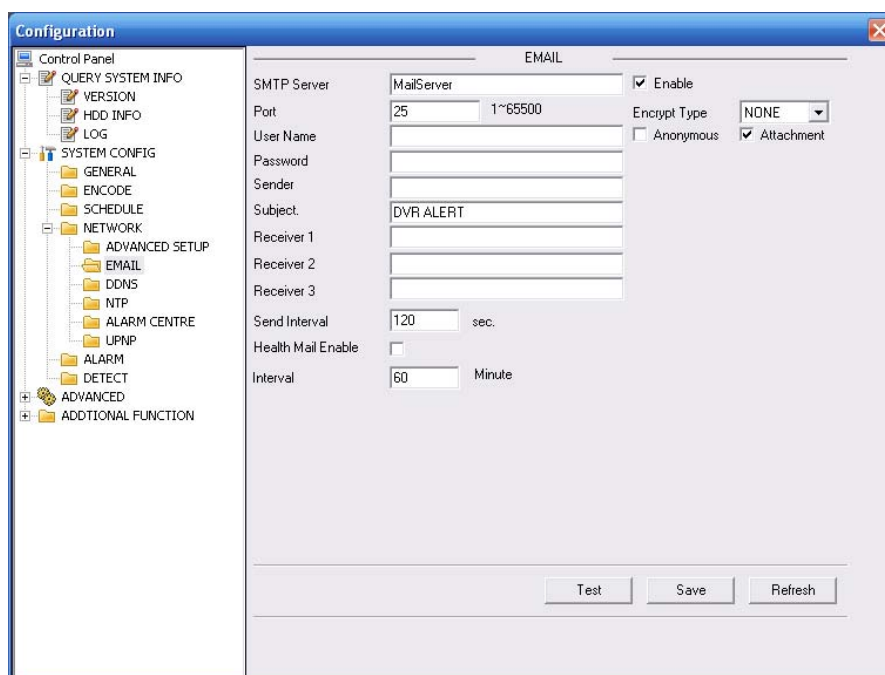 Configuration
Control Panel
QUERY SYSTEM INFO
VERSION
HDD INFO
LOG
SYSTEM CONFIG
GENERAL
ENCODE
SCHEDULE
NETWORK
ADVANCED SETUP
EMAIL
DDNS
NTP
ALARM CENTRE
UPNP
ALARM
DETECT
ADVANCED
ADDTIONAL FUNCTION
EMAIL
SMTP Server MailServer Enable
Port 25 1~65500 Encrypt Type NONE
User Name Anonymous Attachment
Password
Sender
Subject. DVR ALERT
Receiver 1
Receiver 2
Receiver 3
Send Interval 120 sec.
Health Mail Enable
Interval 60 Minute
Test Save Refresh